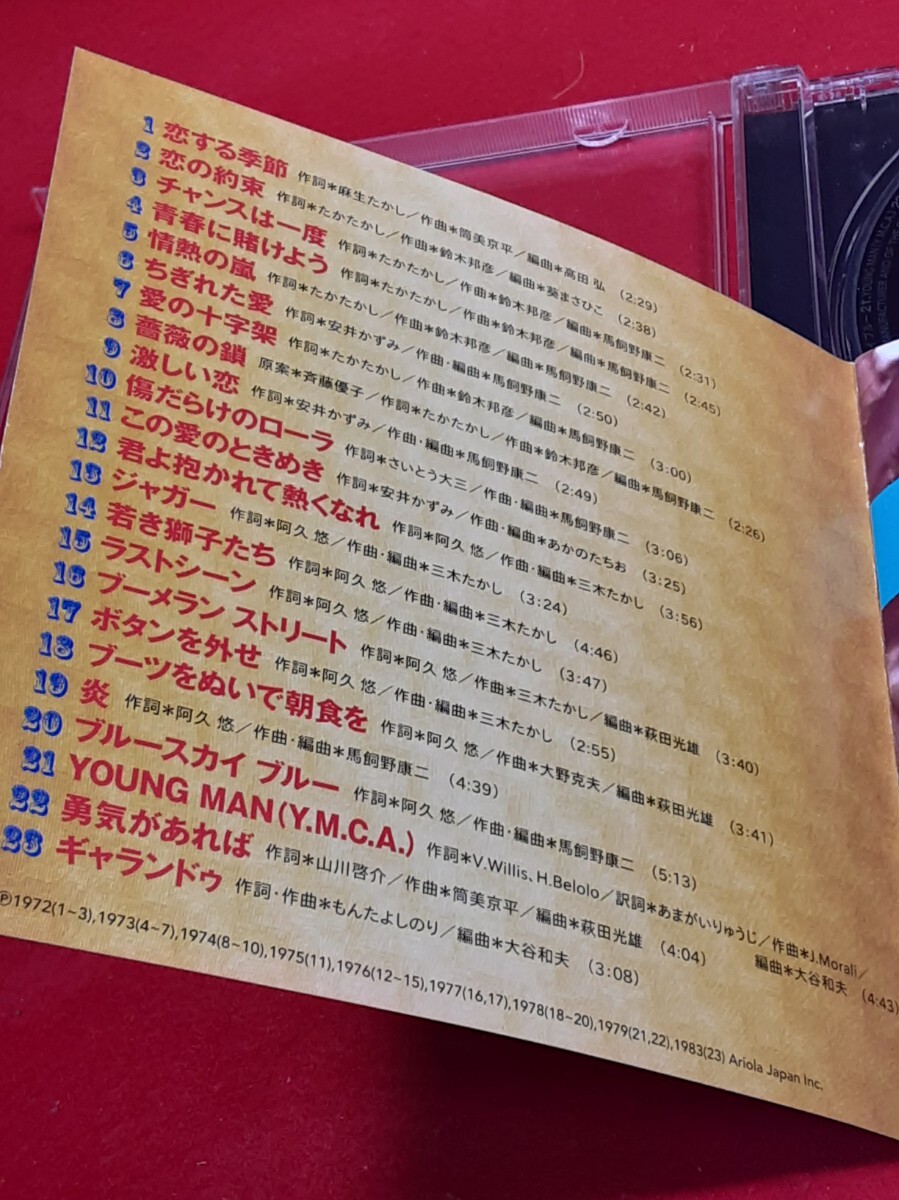 1 恋する季節 作詞＊麻生たかし／作曲＊筒美京平／編曲＊高田 弘 (2:29)
2 恋の約束 作詞＊たかたかし／作曲＊鈴木邦彦／編曲＊葵まさひこ (2:38)
3 チャンスは一度 作詞＊たかたかし／作曲＊鈴木邦彦／編曲＊馬飼野康二 (2:31)
4 青春に賭けよう 作詞＊たかたかし／作曲＊鈴木邦彦／編曲＊馬飼野康二 (2:45)
5 情熱の嵐 作詞＊たかたかし／作曲＊鈴木邦彦／編曲＊馬飼野康二 (2:42)
6 ちぎれた愛 作詞＊安井かずみ／作曲・編曲＊馬飼野康二 (2:50)
7 愛の十字架 作詞＊たかたかし／作曲＊鈴木邦彦／編曲＊馬飼野康二 (3:00)
8 薔薇の鎖 原案＊斉藤優子／作詞＊たかたかし／作曲＊鈴木邦彦／編曲＊馬飼野康二 (2:26)
9 激しい恋 作詞＊安井かずみ／作曲・編曲＊馬飼野康二 (2:49)
10 傷だらけのローラ 作詞＊さいとう大三／作曲・編曲＊馬飼野康二 (3:06)
11 この愛のときめき 作詞＊安井かずみ／作曲・編曲＊あかのたちお (3:25)
12 君よ抱かれて熱くなれ 作詞＊阿久 悠／作曲・編曲＊三木たかし (3:56)
13 ジャガー 作詞＊阿久 悠／作曲・編曲＊三木たかし (3:24)
14 若き獅子たち 作詞＊阿久 悠／作曲・編曲＊三木たかし (4:46)
15 ラストシーン 作詞＊阿久 悠／作曲・編曲＊三木たかし (3:47)
16 ブーメラン ストリート 作詞＊阿久 悠／作曲＊三木たかし／編曲＊萩田光雄 (3:40)
17 ボタンを外せ 作詞＊阿久 悠／作曲・編曲＊三木たかし (2:55)
18 ブーツをぬいで朝食を 作詞＊阿久 悠／作曲＊大野克夫／編曲＊萩田光雄 (3:41)
19 炎 作詞＊阿久 悠／作曲・編曲＊馬飼野康二 (4:39)
20 ブルースカイ ブルー 作詞＊阿久 悠／作曲・編曲＊馬飼野康二 (5:13)
21 YOUNG MAN(Y.M.C.A.) 作詞＊V.Willis、H.Belolo／訳詞＊あまがいりゅうじ／作曲＊J.Morali／
編曲＊大谷和夫 (4:43)
22 勇気があれば 作詞＊山川啓介／作曲＊筒美京平／編曲＊萩田光雄 (4:04)
23 ギャランドゥ 作詞・作曲＊もんたよしのり／編曲＊大谷和夫 (3:08)
℗1972(1~3),1973(4~7),1974(8~10),1975(11),1976(12~15),1977(16,17),1978(18~20),1979(21,22),1983(23) Ariola Japan Inc.
21.YOUNG MAN(Y.M.C.A.)
MANUFACTURER AND